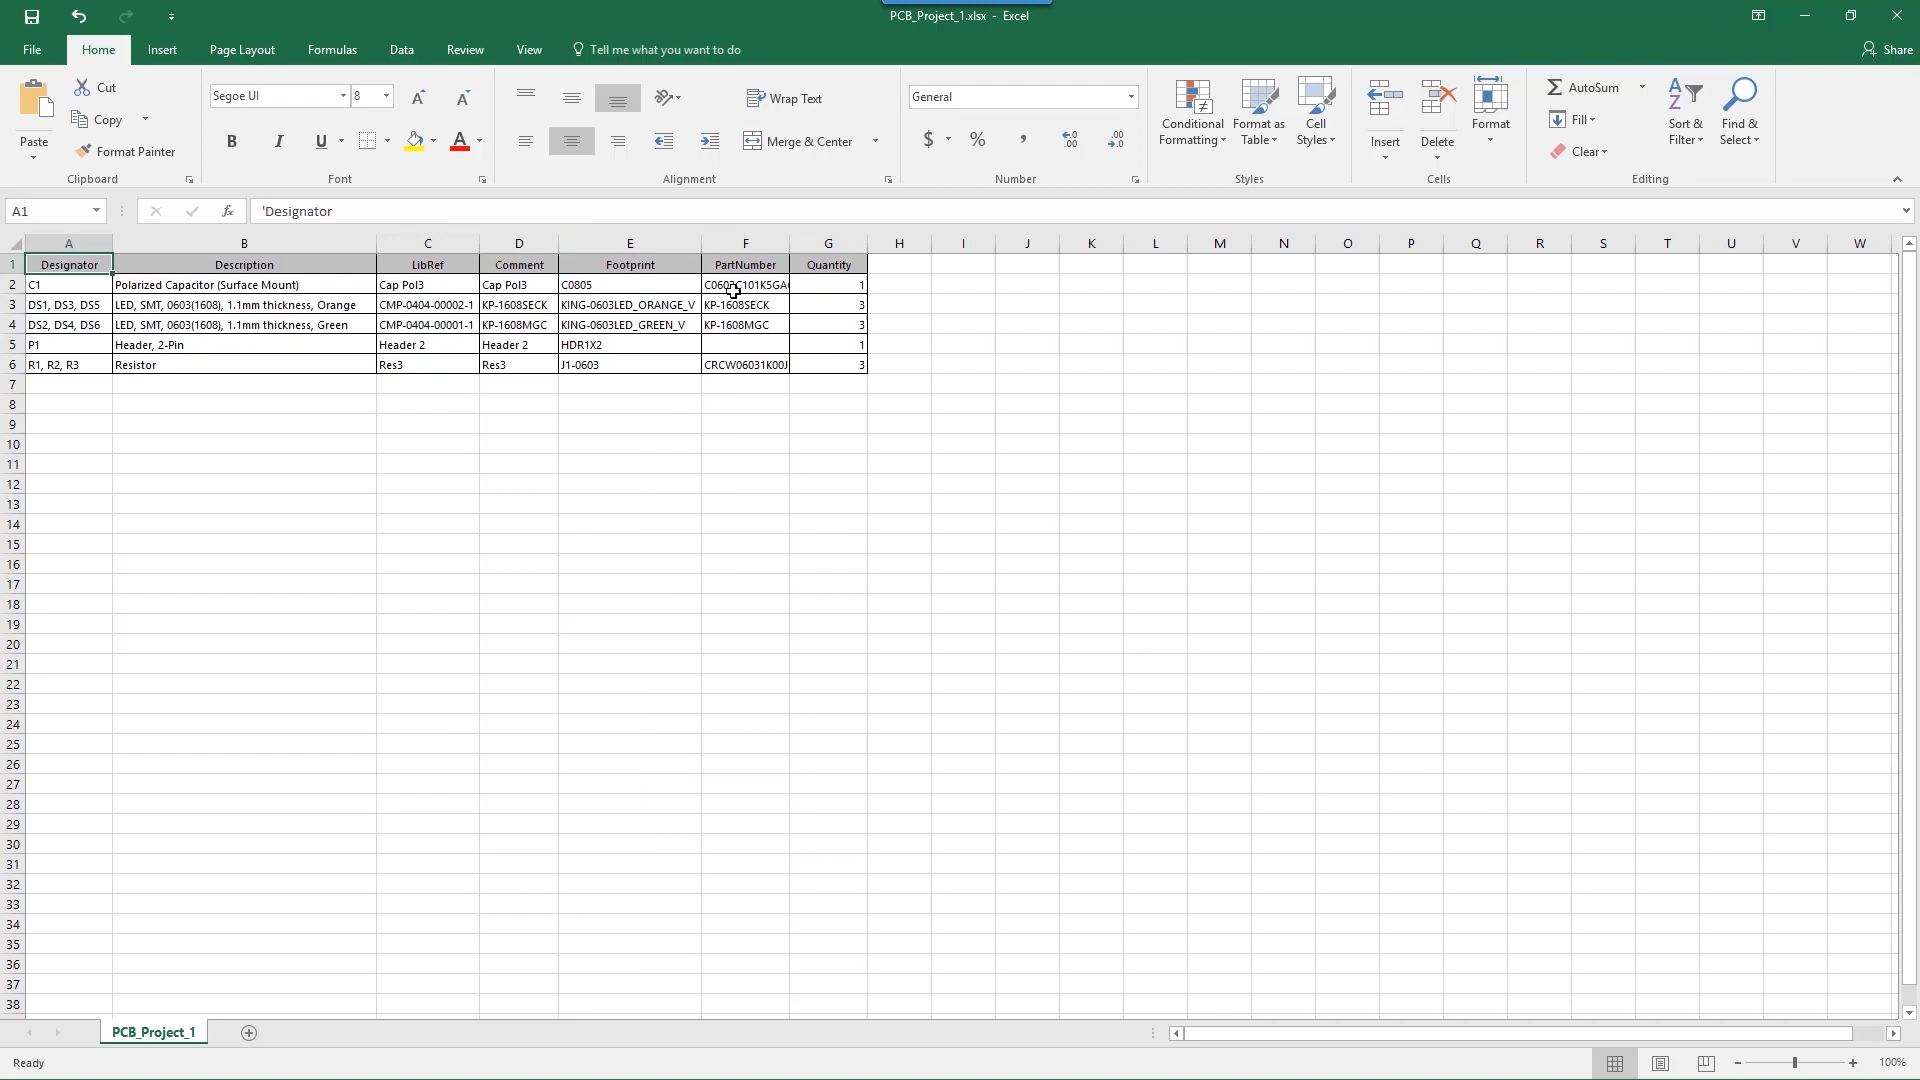 PCB_Project_1.xlsx - Excel
File Home Insert Page Layout Formulas Data Review View Tell me what you want to do Share
Paste
Cut
Copy
Format Painter
Clipboard
Segoe UI 8
B I U A
Font
Wrap Text
Merge & Center
Alignment
General
$ % ,
Number
Conditional Formatting
Format as Table
Cell Styles
Styles
Insert
Delete
Format
Cells
AutoSum
Fill
Clear
Sort & Filter
Find & Select
Editing
A1 fx 'Designator
A B C D E F G H I J K L M N O P Q R S T U V W
1 Designator Description LibRef Comment Footprint PartNumber Quantity
2 C1 Polarized Capacitor (Surface Mount) Cap Pol3 Cap Pol3 C0805 1
3 DS1, DS3, DS5 LED, SMT, 0603(1608), 1.1mm thickness, Orange CMP-0404-00002-1 KP-1608SECK KING-0603LED_ORANGE_V KP-1608SECK 3
4 DS2, DS4, DS6 LED, SMT, 0603(1608), 1.1mm thickness, Green CMP-0404-00001-1 KP-1608MGC KING-0603LED_GREEN_V KP-1608MGC 3
5 P1 Header, 2-Pin Header 2 Header 2 HDR1X2 1
6 R1, R2, R3 Resistor Res3 Res3 J1-0603 CRCW06031K00J 3
7
8
9
10
11
12
13
14
15
16
17
18
19
20
21
22
23
24
25
26
27
28
29
30
31
32
33
34
35
36
37
38
PCB_Project_1
Ready 100%